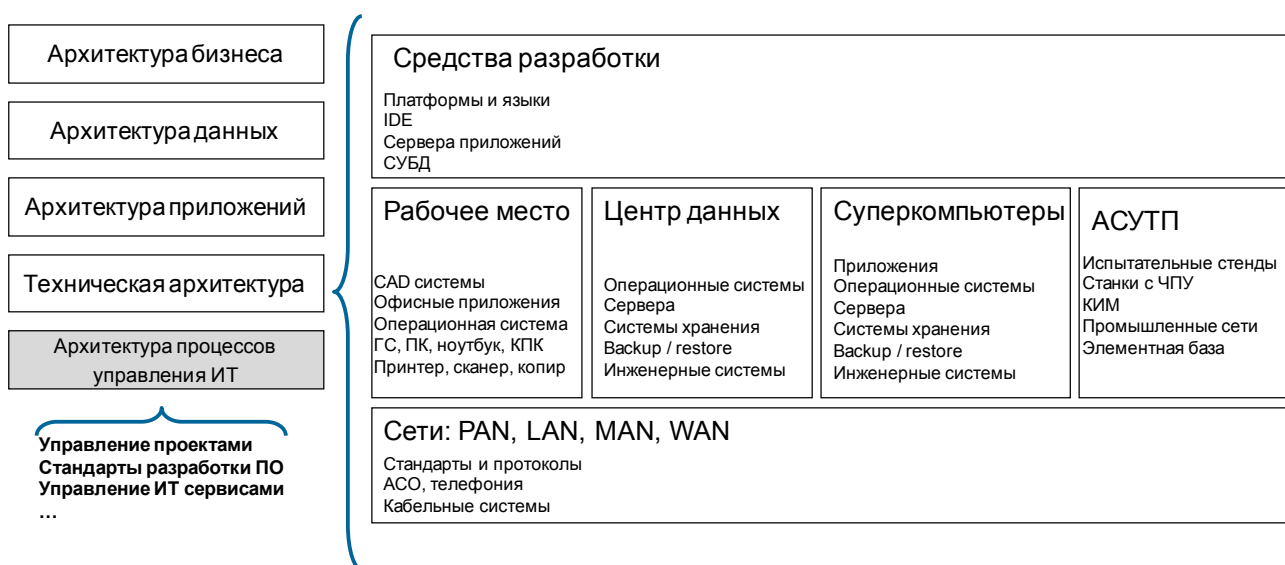 Архитектура бизнеса
Архитектура данных
Архитектура приложений
Техническая архитектура
Архитектура процессов
управления ИТ
Управление проектами
Стандарты разработки ПО
Управление ИТ сервисами
…
Средства разработки
Платформы и языки
IDE
Сервера приложений
СУБД
Рабочее место
CAD системы
Офисные приложения
Операционная система
ГС, ПК, ноутбук, КПК
Принтер, сканер, копир
Центр данных
Операционные системы
Сервера
Системы хранения
Backup / restore
Инженерные системы
Суперкомпьютеры
Приложения
Операционные системы
Сервера
Системы хранения
Backup / restore
Инженерные системы
АСУТП
Испытательные стенды
Станки с ЧПУ
КИМ
Промышленные сети
Элементная база
Сети: PAN, LAN, MAN, WAN
Стандарты и протоколы
АСО, телефония
Кабельные системы